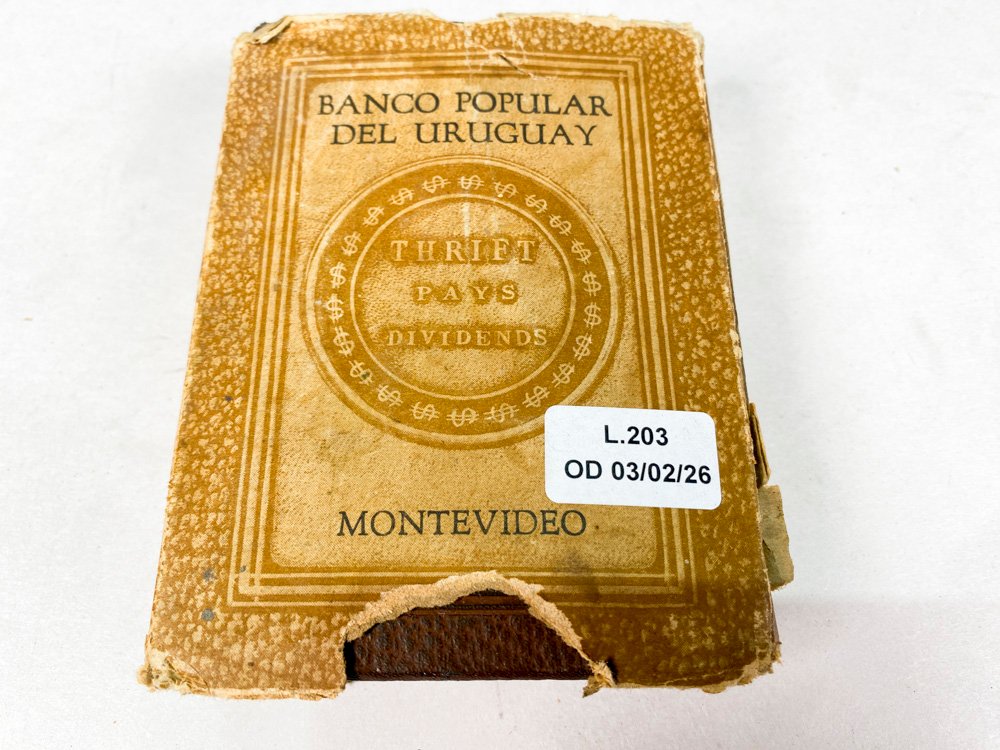 BANCO POPULAR
DEL URUGUAY
THRIFT
PAYS
DIVIDENDS
L.203
OD 03/02/26
MONTEVIDEO